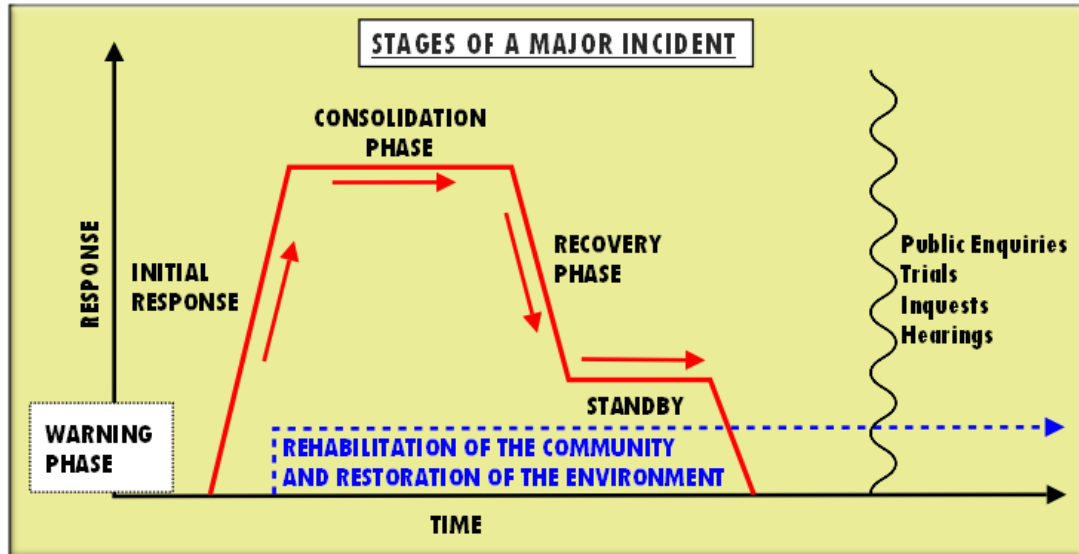 STAGES OF A MAJOR INCIDENT
CONSOLIDATION
PHASE
RESPONSE
INITIAL
RESPONSE
RECOVERY
PHASE
Public Enquiries
Trials
Inquests
Hearings
STANDBY
WARNING
PHASE
REHABILITATION OF THE COMMUNITY
AND RESTORATION OF THE ENVIRONMENT
TIME